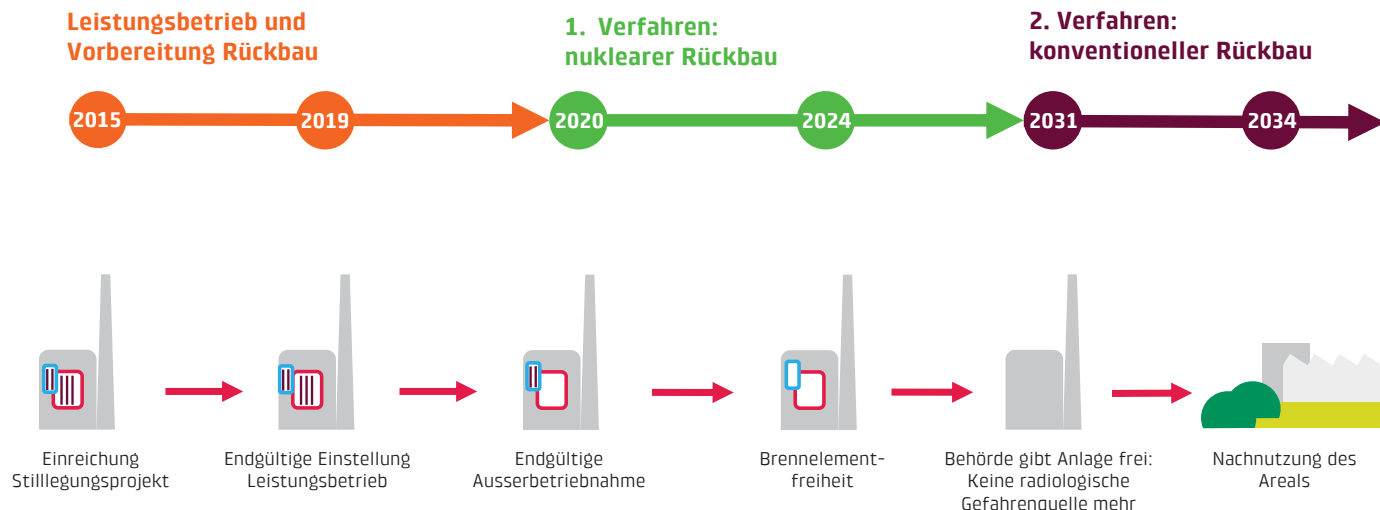 Leistungsbetrieb und
Vorbereitung Rückbau
1. Verfahren:
nuklearer Rückbau
2. Verfahren:
konventioneller Rückbau
2015
2019
2020
2024
2031
2034
Einreichung
Stilllegungsprojekt
Endgültige Einstellung
Leistungsbetrieb
Endgültige
Ausserbetriebnahme
Brennelement-
freiheit
Behörde gibt Anlage frei:
Keine radiologische
Gefahrenquelle mehr
Nachnutzung des
Areals